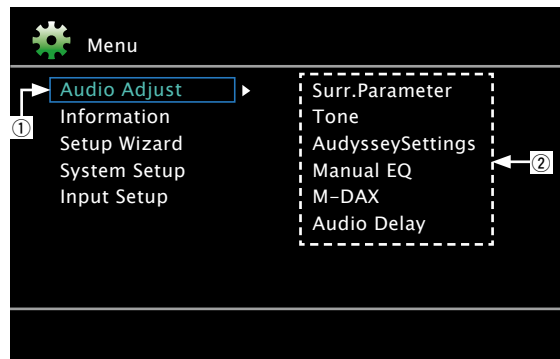 Menu
① Audio Adjust
Information
Setup Wizard
System Setup
Input Setup
Surr.Parameter
Tone
AudysseySettings
Manual EQ
M-DAX
Audio Delay
②